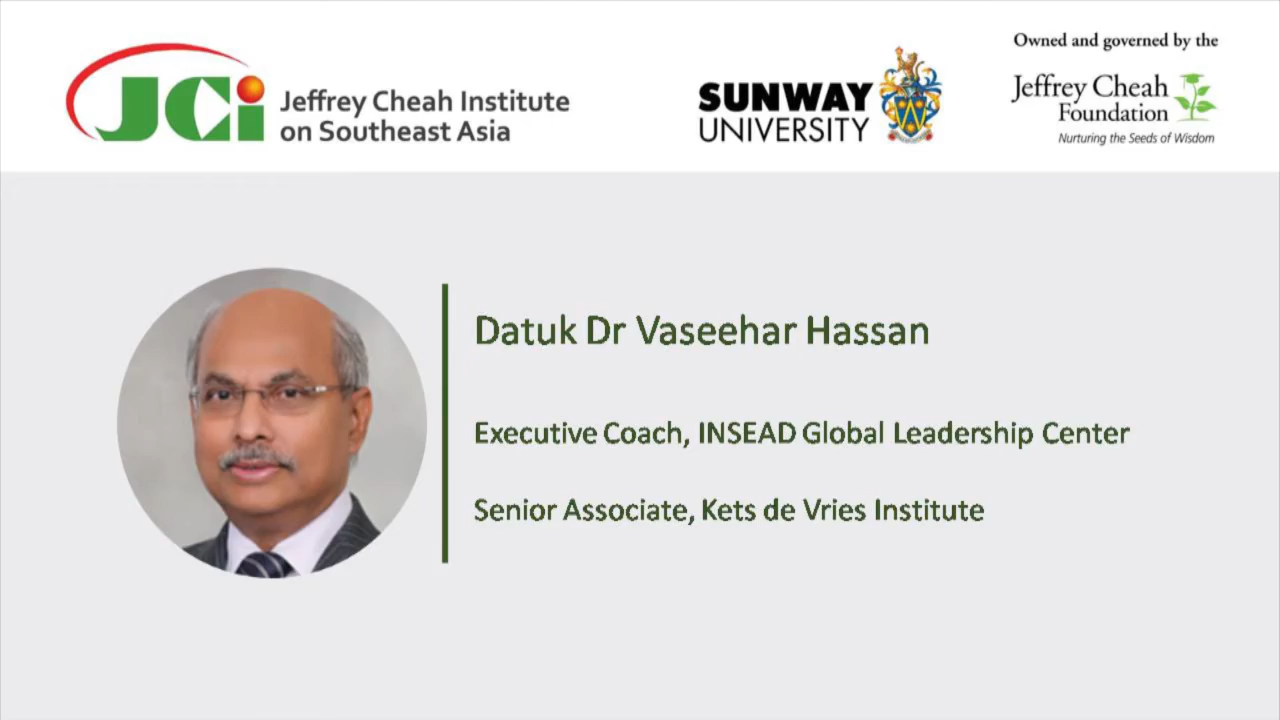 JCi
Jeffrey Cheah Institute
on Southeast Asia
SUNWAY
UNIVERSITY
Owned and governed by the
Jeffrey Cheah
Foundation
Nurturing the Seeds of Wisdom
Datuk Dr Vaseehar Hassan
Executive Coach, INSEAD Global Leadership Center
Senior Associate, Kets de Vries Institute